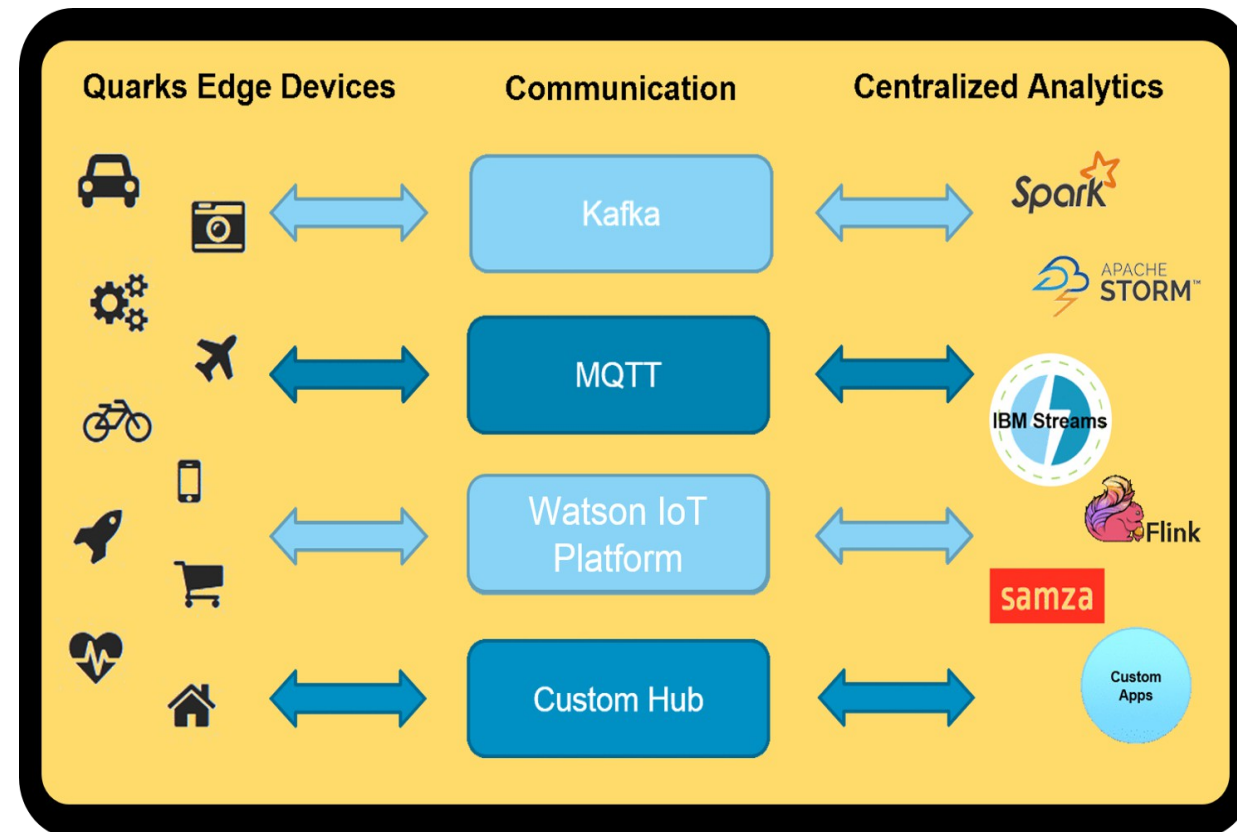 Quarks Edge Devices
Communication
Centralized Analytics
Kafka
Spark
APACHE
STORM™
MQTT
IBM Streams
Watson IoT
Platform
Flink
samza
Custom Hub
Custom
Apps